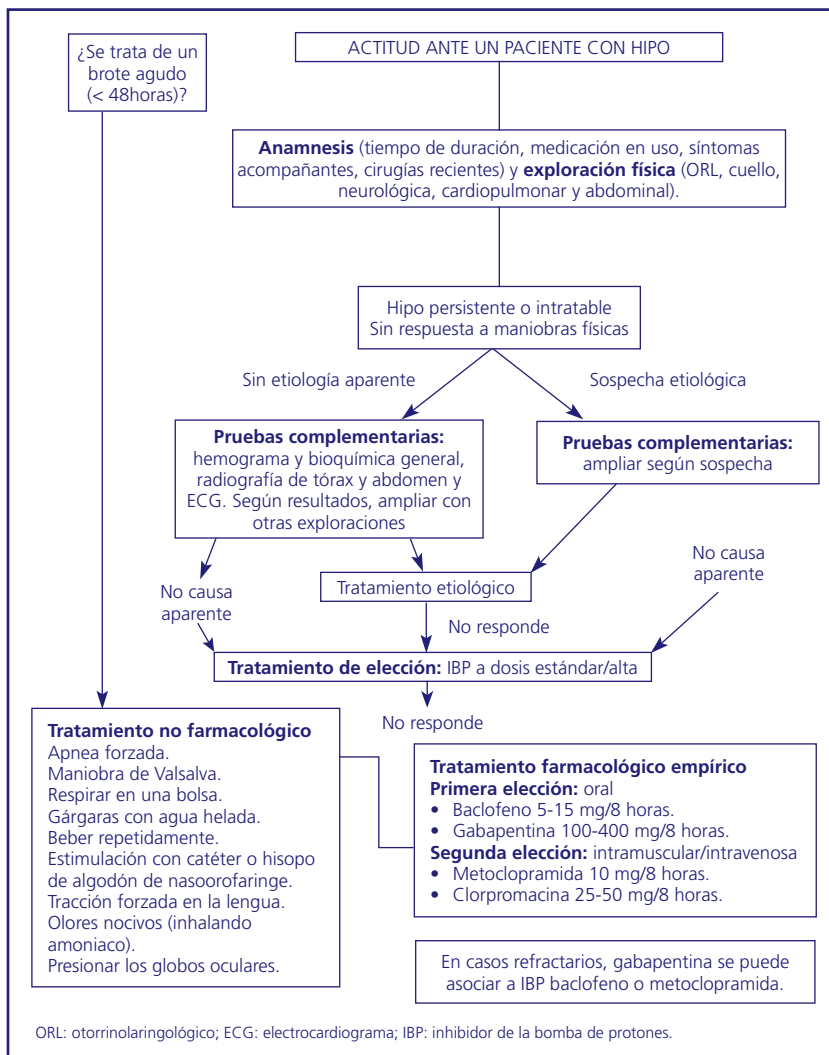 ¿Se trata de un
brote agudo
(< 48horas)?
ACTITUD ANTE UN PACIENTE CON HIPO
Anamnesis (tiempo de duración, medicación en uso, síntomas
acompañantes, cirugías recientes) y exploración física (ORL, cuello,
neurológica, cardiopulmonar y abdominal).
Hipo persistente o intratable
Sin respuesta a maniobras físicas
Sin etiología aparente
Sospecha etiológica
Pruebas complementarias:
hemograma y bioquímica general,
radiografía de tórax y abdomen y
ECG. Según resultados, ampliar con
otras exploraciones
Pruebas complementarias:
ampliar según sospecha
No causa
aparente
Tratamiento etiológico
No causa
aparente
No responde
Tratamiento de elección: IBP a dosis estándar/alta
No responde
Tratamiento no farmacológico
Apnea forzada.
Maniobra de Valsalva.
Respirar en una bolsa.
Gárgaras con agua helada.
Beber repetidamente.
Estimulación con catéter o hisopo
de algodón de nasoorofaringe.
Tracción forzada en la lengua.
Olores nocivos (inhalando
amoniaco).
Presionar los globos oculares.
Tratamiento farmacológico empírico
Primera elección: oral
• Baclofeno 5-15 mg/8 horas.
• Gabapentina 100-400 mg/8 horas.
Segunda elección: intramuscular/intravenosa
• Metoclopramida 10 mg/8 horas.
• Clorpromacina 25-50 mg/8 horas.
En casos refractarios, gabapentina se puede
asociar a IBP baclofeno o metoclopramida.
ORL: otorrinolaringológico; ECG: electrocardiograma; IBP: inhibidor de la bomba de protones.